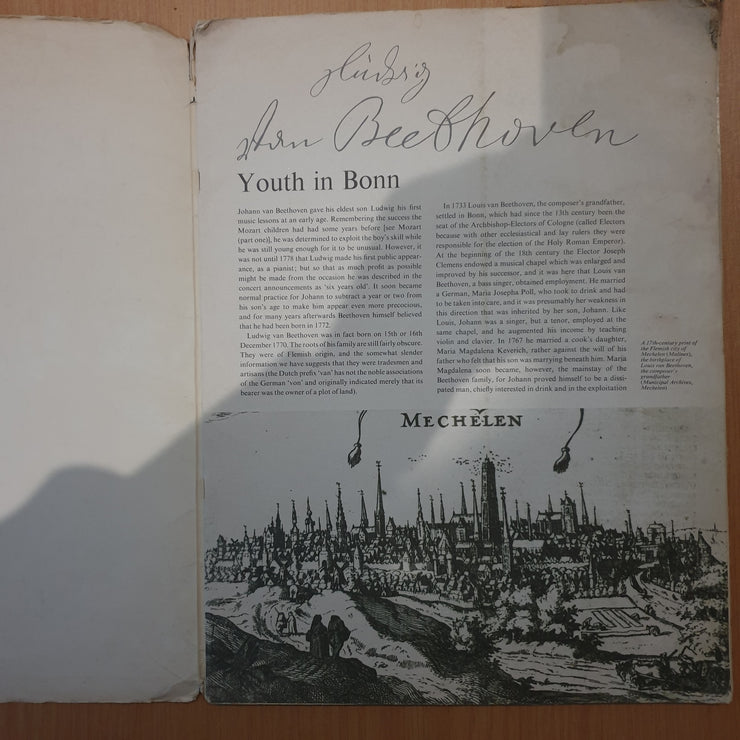 Ludwig
van Beethoven
Youth in Bonn
Johann van Beethoven gave his eldest son Ludwig his first
music lessons at an early age. Remembering the success the
Mozart children had had some years before [see Mozart
(part one)], he was determined to exploit the boy's skill while
he was still young enough for it to be unusual. However, it
was not until 1778 that Ludwig made his first public appear-
ance, as a pianist; but so that as much profit as possible
might be made from the occasion he was described in the
concert announcements as 'six years old'. It soon became
normal practice for Johann to subtract a year or two from
his son's age to make him appear even more precocious,
and for many years afterwards Beethoven himself believed
that he had been born in 1772.
Ludwig van Beethoven was in fact born on 15th or 16th
December 1770. The roots of his family are still fairly obscure.
They were of Flemish origin, and the somewhat slender
information we have suggests that they were tradesmen and
artisans (the Dutch prefix 'van' has not the noble associations
of the German 'von' and originally indicated merely that its
bearer was the owner of a plot of land).
In 1733 Louis van Beethoven, the composer's grandfather,
settled in Bonn, which had since the 13th century been the
seat of the Archbishop-Electors of Cologne (called Electors
because with other ecclesiastical and lay rulers they were
responsible for the election of the Holy Roman Emperor).
At the beginning of the 18th century the Elector Joseph
Clemens endowed a musical chapel which was enlarged and
improved by his successor, and it was here that Louis van
Beethoven, a bass singer, obtained employment. He married
a German, Maria Josepha Poll, who took to drink and had
to be taken into care, and it was presumably her weakness in
this direction that was inherited by her son, Johann. Like
Louis, Johann was a singer, but a tenor, employed at the
same chapel, and he augmented his income by teaching
violin and clavier. In 1767 he married a cook's daughter,
Maria Magdalena Keverich, rather against the will of his
father who felt that his son was marrying beneath him. Maria
Magdalena soon became, however, the mainstay of the
Beethoven family, for Johann proved himself to be a dissi-
pated man, chiefly interested in drink and in the exploitation
A 17th-century print of
the Flemish city of
Mechelen (Malines),
the birthplace of
Louis van Beethoven,
the composer's
grandfather
(Municipal Archives,
Mechelen)
MECHELEN